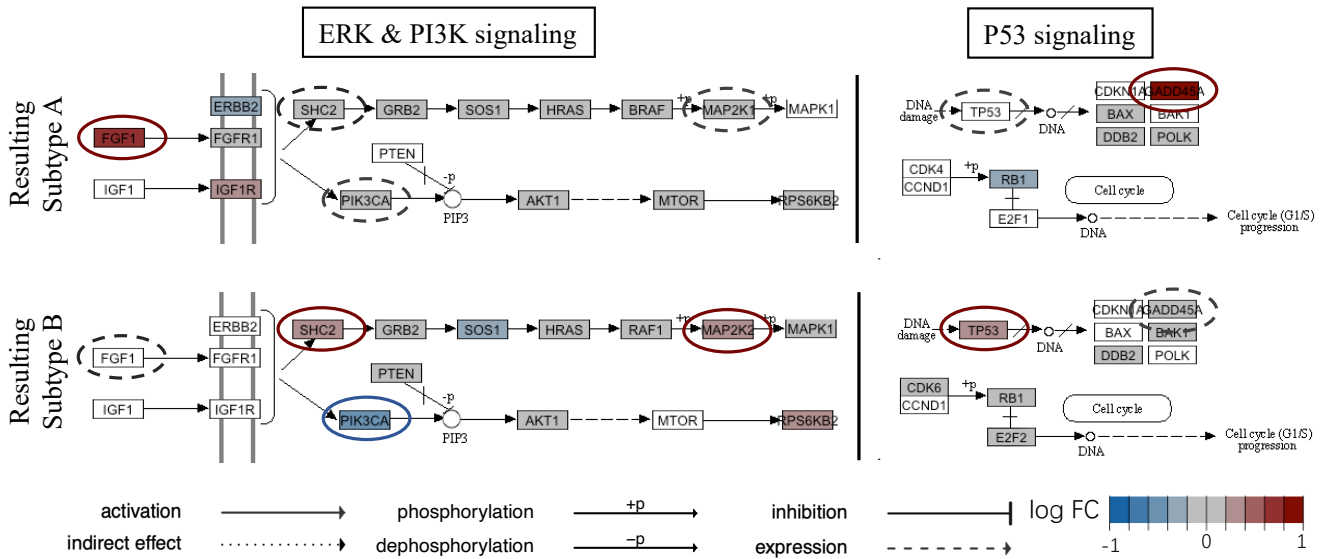 ERK & PI3K signaling
P53 signaling
Resulting
Subtype A
ERBB2
FGF1
FGFR1
IGF1
IGF1R
SHC2
GRB2
SOS1
HRAS
BRAF
+p
MAP2K1
+p
MAPK1
PTEN
-p
PIK3CA
PIP3
AKT1
MTOR
RPS6KB2
DNA
damage
TP53
DNA
CDKN1A
GADD45A
BAX
BAK1
DDB2
POLK
CDK4
CCND1
+p
RB1
E2F1
Cell cycle
DNA
Cell cycle (G1/S)
progression
Resulting
Subtype B
ERBB2
FGF1
FGFR1
IGF1
IGF1R
SHC2
GRB2
SOS1
HRAS
RAF1
+p
MAP2K2
+p
MAPK1
PTEN
-p
PIK3CA
PIP3
AKT1
MTOR
RPS6KB2
DNA
damage
TP53
DNA
CDKN1A
GADD45A
BAX
BAK1
DDB2
POLK
CDK6
CCND1
+p
RB1
E2F2
Cell cycle
DNA
Cell cycle (G1/S)
progression
activation
phosphorylation
+p
inhibition
log FC
indirect effect
dephosphorylation
−p
expression
-1
0
1